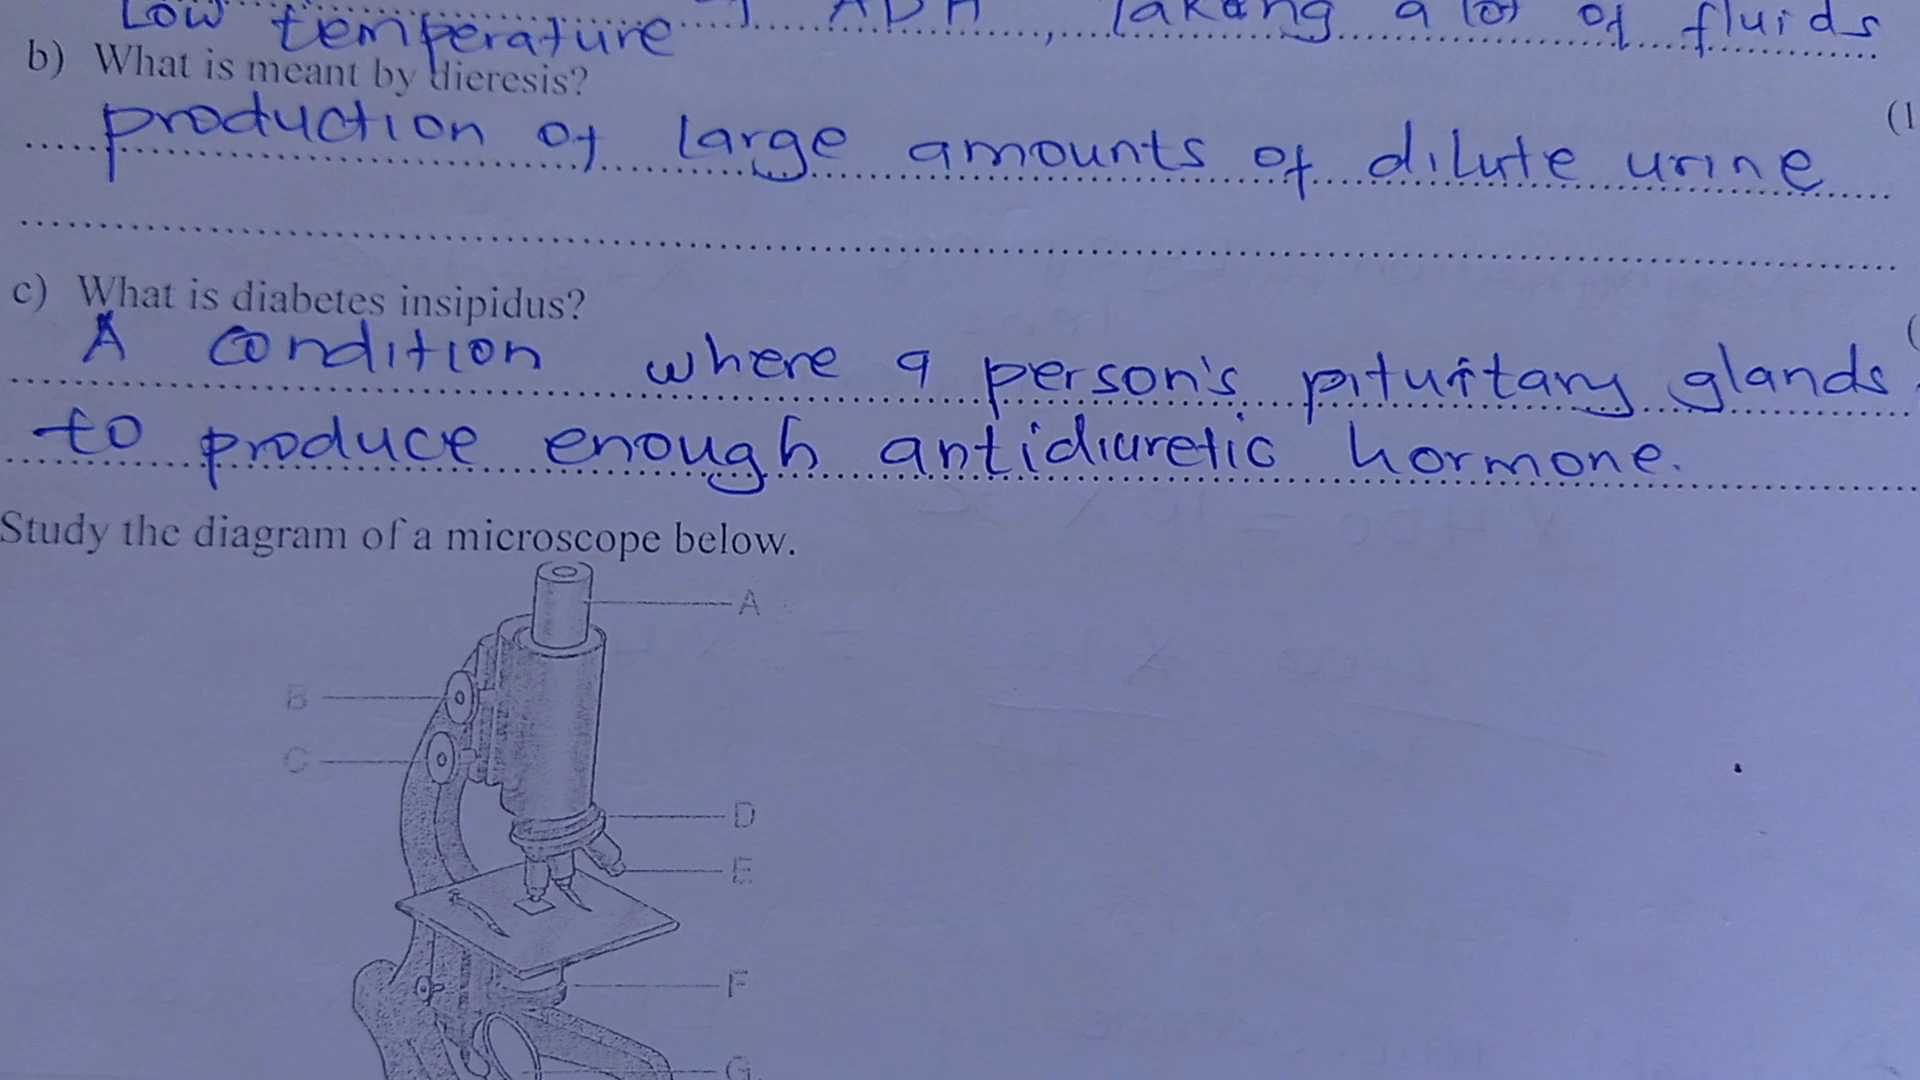 Low temperature ADH, Taking a lot of fluids
b) What is meant by dieresis?
(1
production of large amounts of dilute urine
c) What is diabetes insipidus?
(
A condition where a person's pituitary glands
to produce enough antidiuretic hormone.
Study the diagram of a microscope below.
A
B
C
D
E
F
G